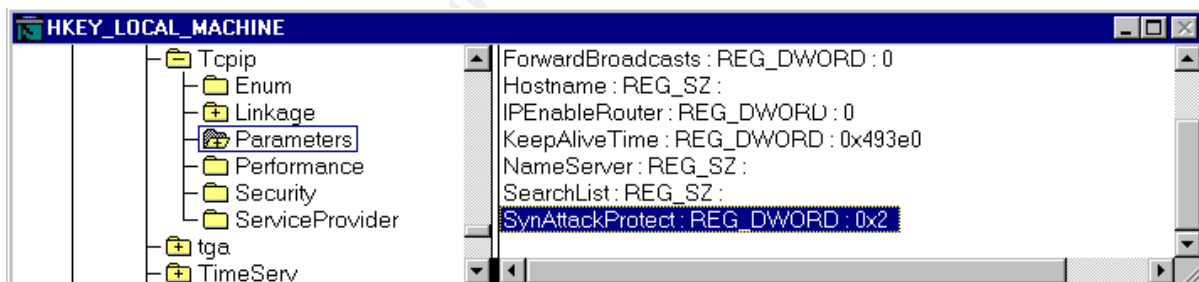 HKEY_LOCAL_MACHINE
Tcpip
Enum
Linkage
Parameters
Performance
Security
ServiceProvider
tga
TimeServ
ForwardBroadcasts : REG_DWORD : 0
Hostname : REG_SZ :
IPEnableRouter : REG_DWORD : 0
KeepAliveTime : REG_DWORD : 0x493e0
NameServer : REG_SZ :
SearchList : REG_SZ :
SynAttackProtect : REG_DWORD : 0x2